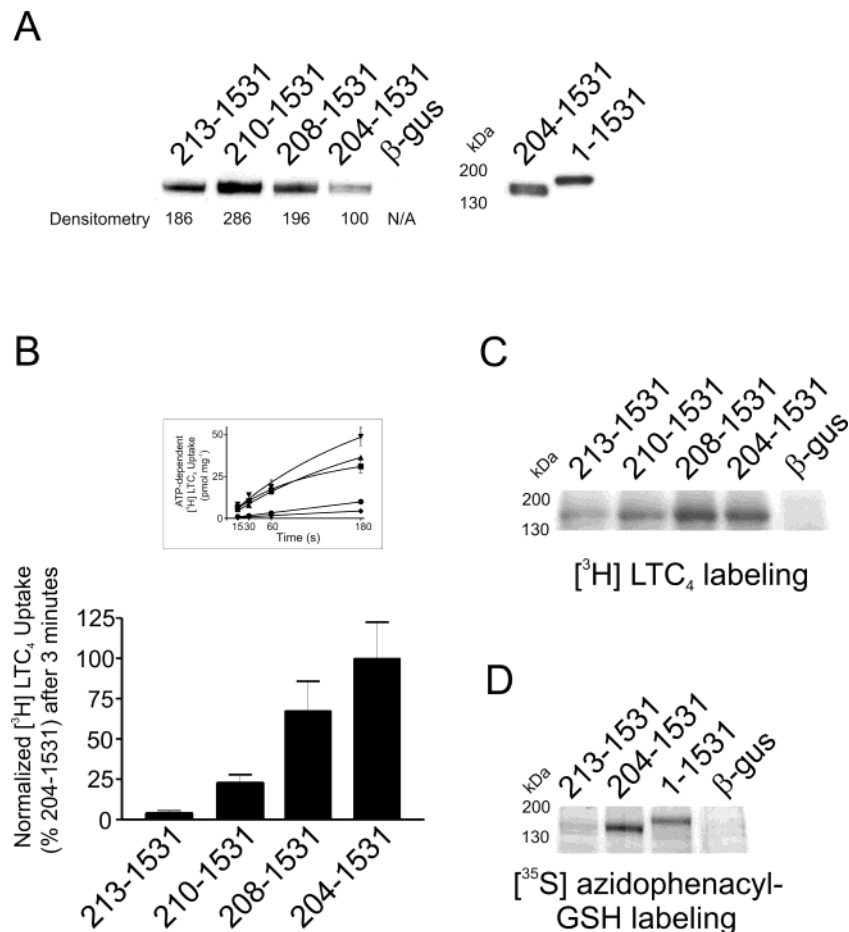 A
213-1531 210-1531 208-1531 204-1531 β-gus
Densitometry 186 286 196 100 N/A
kDa 204-1531 1-1531
200
130
B
ATP-dependent
[³H] LTC₄ Uptake
(pmol mg⁻¹)
50
25
0
15 30 60 180
Time (s)
Normalized [³H] LTC₄ Uptake
(% 204-1531) after 3 minutes
125
100
75
50
25
0
213-1531 210-1531 208-1531 204-1531
C
kDa 213-1531 210-1531 208-1531 204-1531 β-gus
200
130
[³H] LTC₄ labeling
D
kDa 213-1531 204-1531 1-1531 β-gus
200
130
[³⁵S] azidophenacyl-
GSH labeling